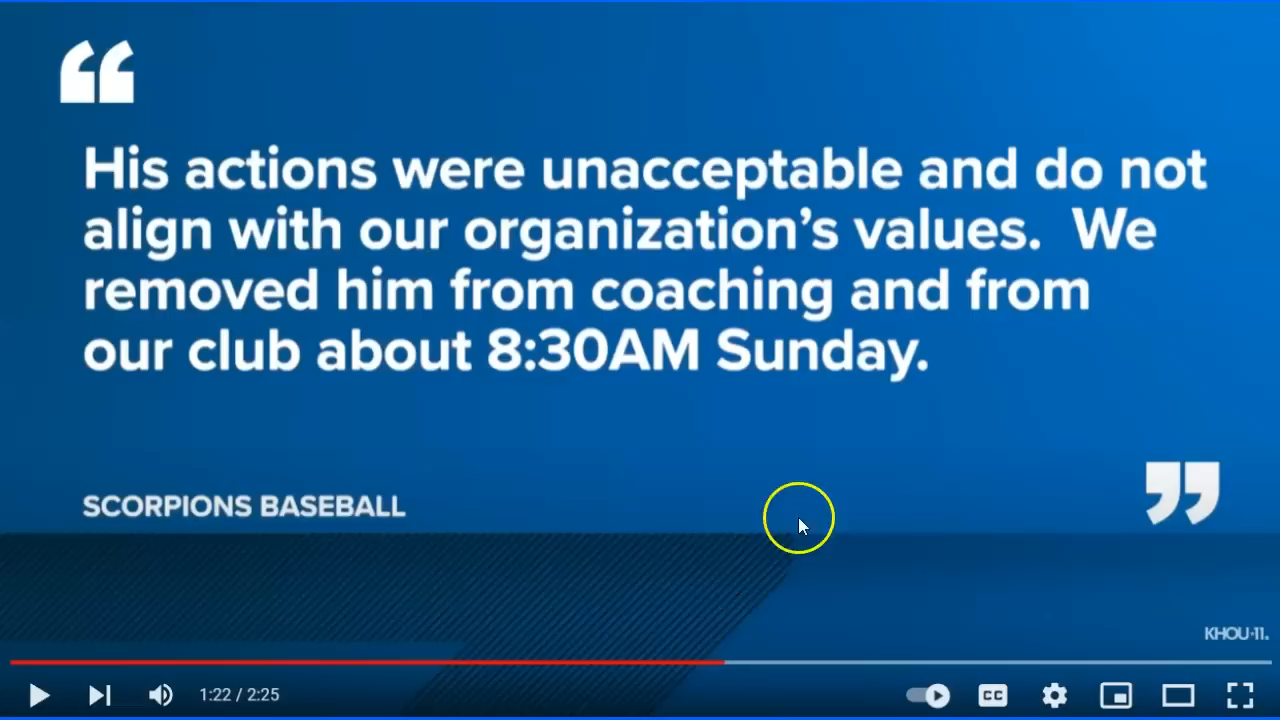 “
His actions were unacceptable and do not
align with our organization’s values.  We
removed him from coaching and from
our club about 8:30AM Sunday.
”
SCORPIONS BASEBALL
KHOU·11.
1:22 / 2:25
CC